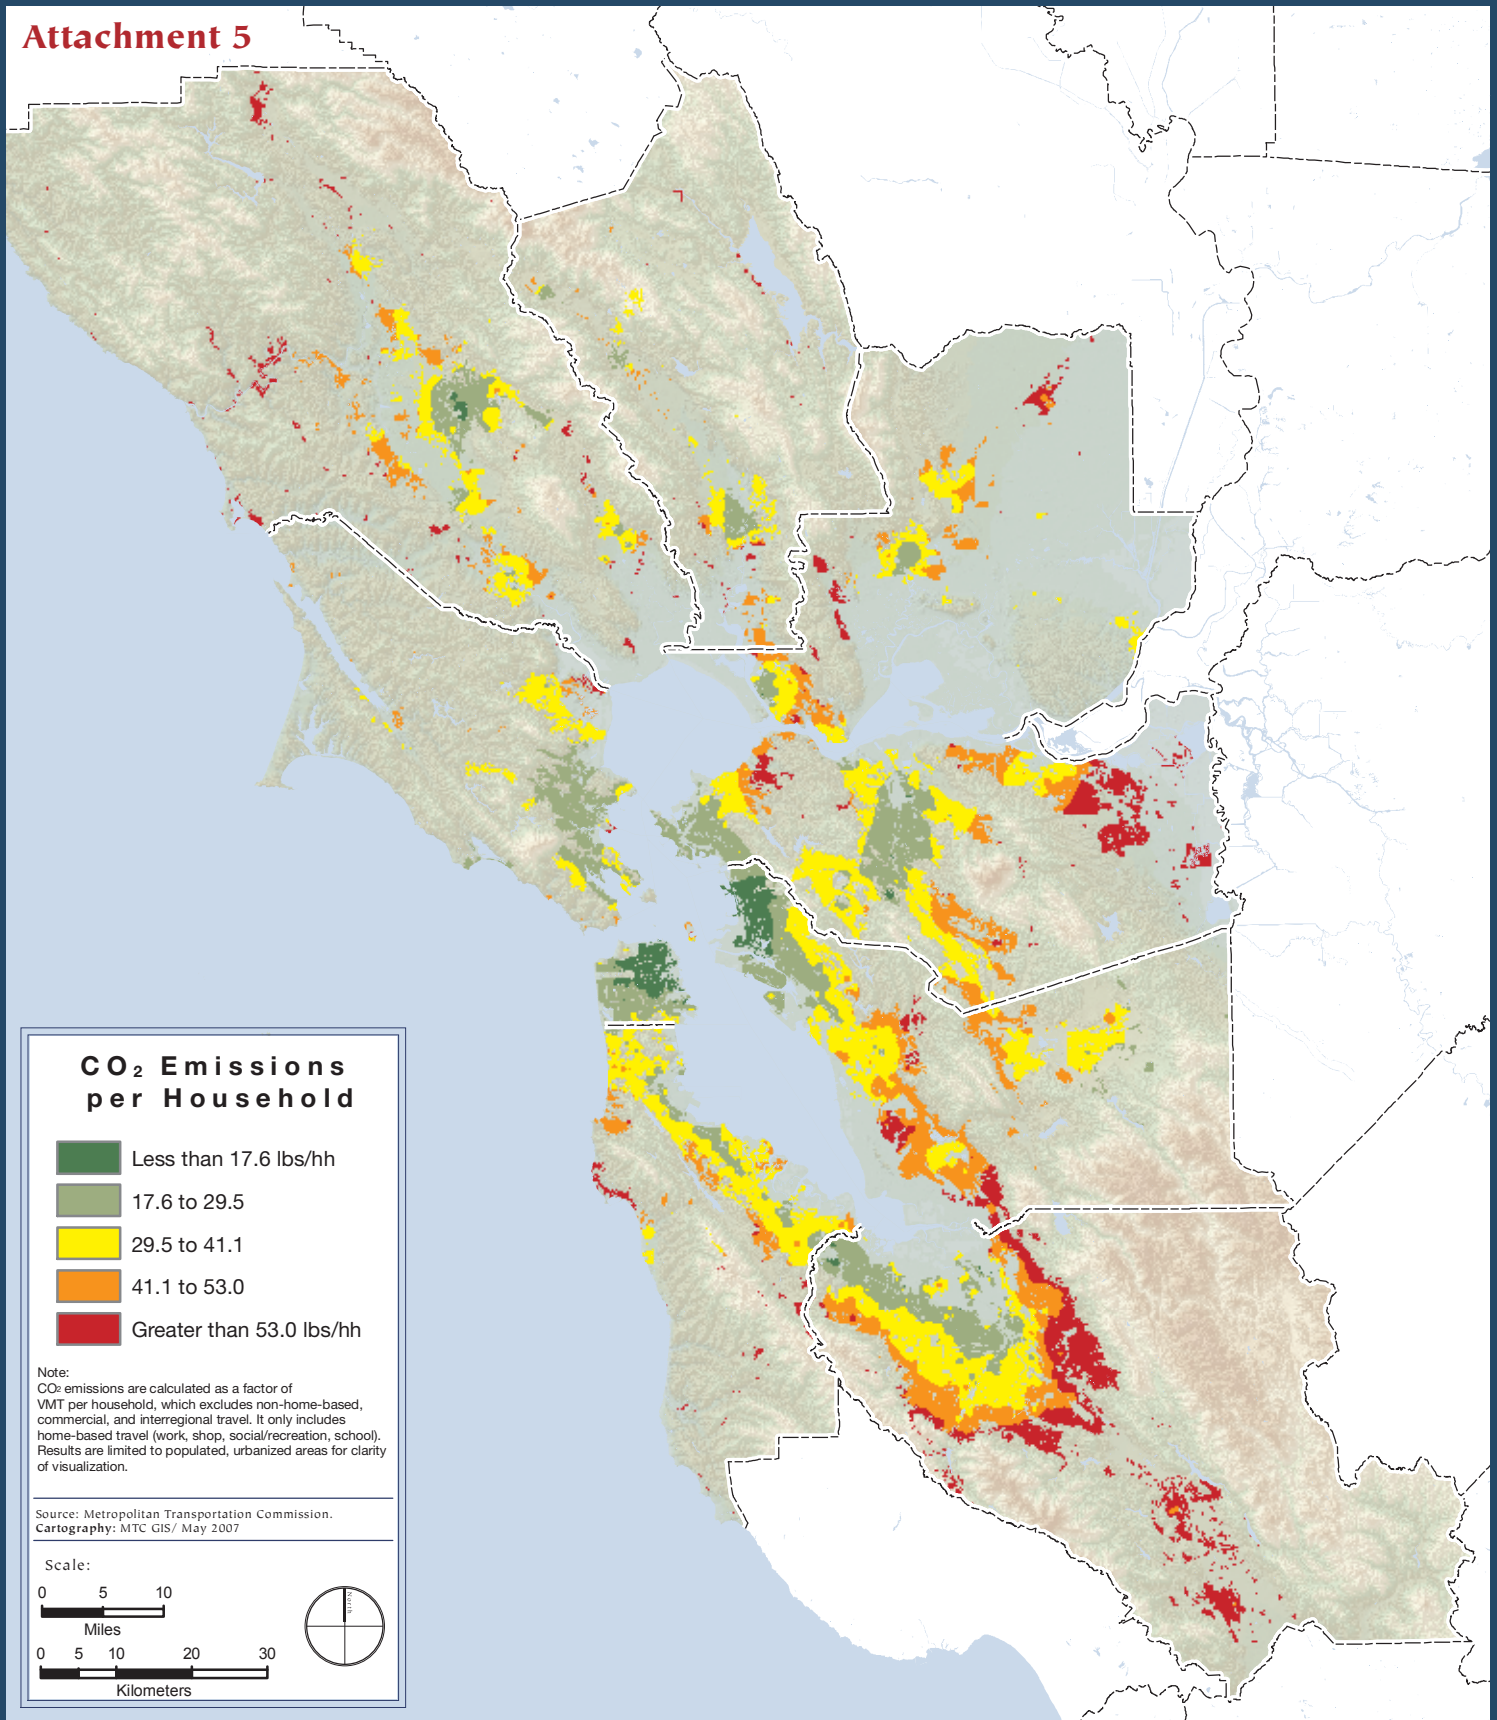 Attachment 5
CO₂ Emissions
per Household
Less than 17.6 lbs/hh
17.6 to 29.5
29.5 to 41.1
41.1 to 53.0
Greater than 53.0 lbs/hh
Note:
CO² emissions are calculated as a factor of
VMT per household, which excludes non-home-based,
commercial, and interregional travel. It only includes
home-based travel (work, shop, social/recreation, school).
Results are limited to populated, urbanized areas for clarity
of visualization.
Source: Metropolitan Transportation Commission.
Cartography: MTC GIS/ May 2007
Scale:
0 5 10
Miles
0 5 10 20 30
Kilometers
North